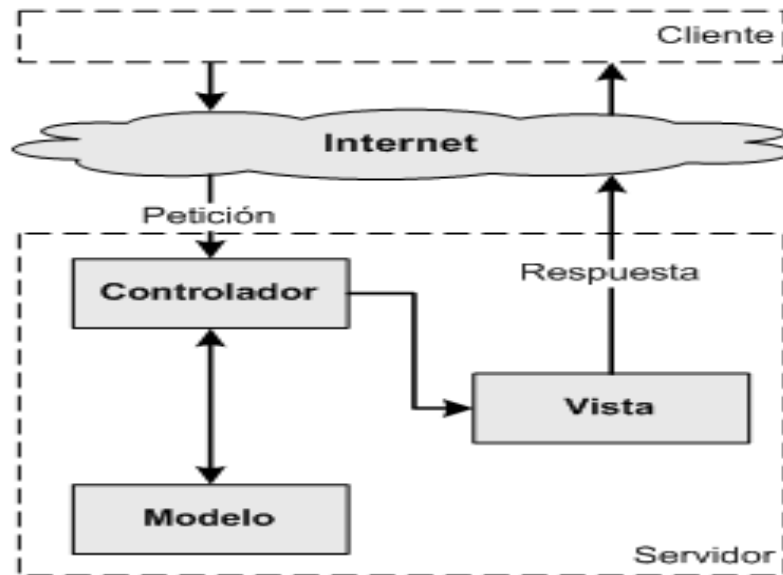 Cliente
Internet
Petición
Controlador
Respuesta
Vista
Modelo
Servidor